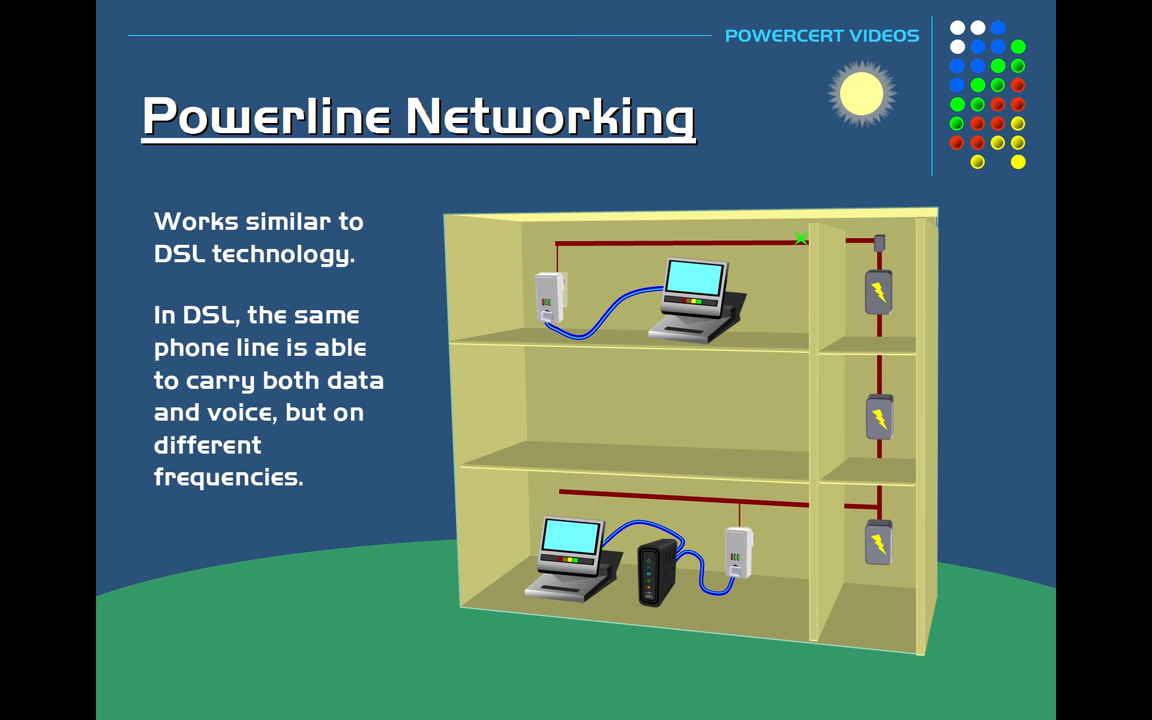 POWERCERT VIDEOS
Powerline Networking
Works similar to
DSL technology.
In DSL, the same
phone line is able
to carry both data
and voice, but on
different
frequencies.